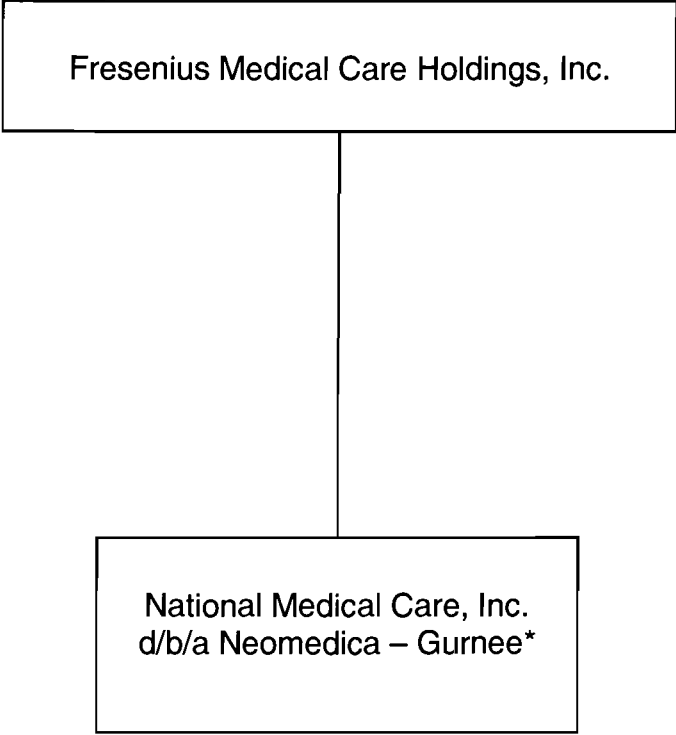 Fresenius Medical Care Holdings, Inc.
National Medical Care, Inc.
d/b/a Neomedica – Gurnee*